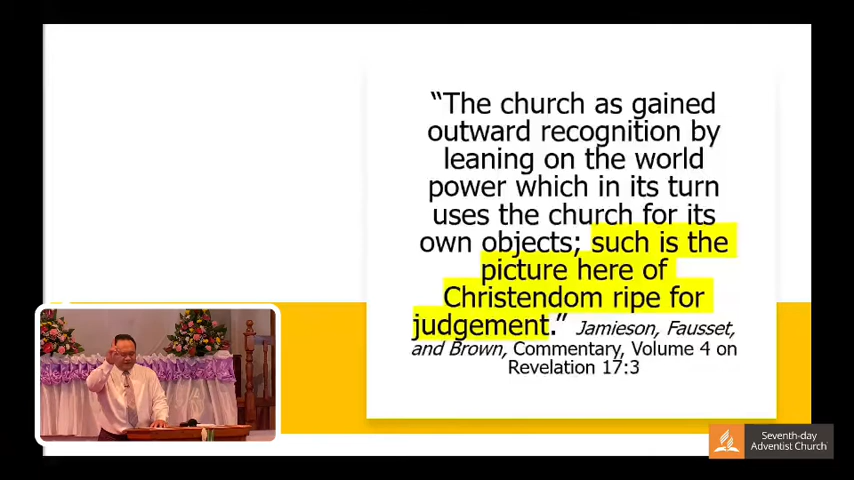 “The church as gained
outward recognition by
leaning on the world
power which in its turn
uses the church for its
own objects; such is the
picture here of
Christendom ripe for
judgement.” Jamieson, Fausset,
and Brown, Commentary, Volume 4 on
Revelation 17:3
Seventh-day
Adventist Church